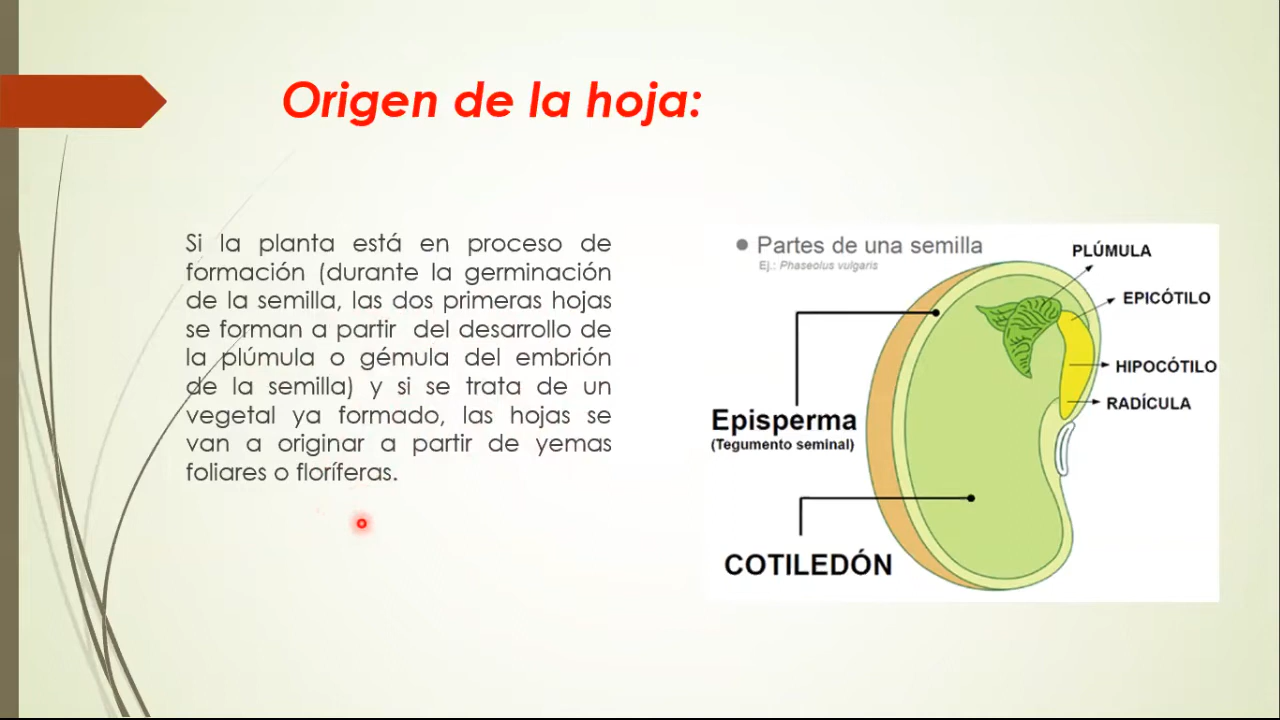 Origen de la hoja:
Si la planta está en proceso de
formación (durante la germinación
de la semilla, las dos primeras hojas
se forman a partir del desarrollo de
la plúmula o gémula del embrión
de la semilla) y si se trata de un
vegetal ya formado, las hojas se
van a originar a partir de yemas
foliares o floríferas.
Partes de una semilla
Ej.: Phaseolus vulgaris
PLÚMULA
EPICÓTILO
HIPOCÓTILO
RADÍCULA
Episperma
(Tegumento seminal)
COTILEDÓN